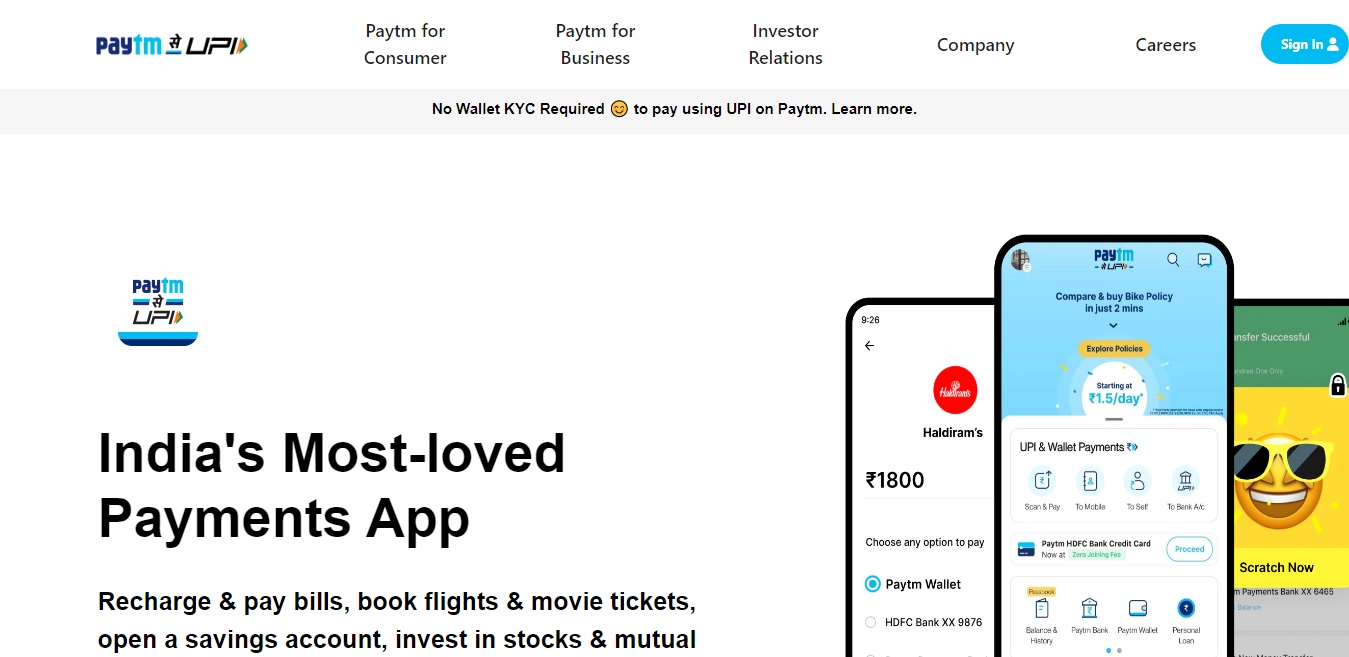 paytm से UPI
Paytm for
Consumer
Paytm for
Business
Investor
Relations
Company
Careers
Sign In
No Wallet KYC Required 😊 to pay using UPI on Paytm. Learn more.
paytm
से
UPI
India's Most-loved
Payments App
Recharge & pay bills, book flights & movie tickets,
open a savings account, invest in stocks & mutual
9:26
Haldiram's
Haldiram's
₹1800
Choose any option to pay
Paytm Wallet
HDFC Bank XX 9876
paytm
से UPI
Compare & buy Bike Policy
in just 2 mins
Explore Policies
Starting at
₹1.5/day*
UPI & Wallet Payments
Scan & Pay
To Mobile
To Self
UPI
To Bank A/c
Paytm HDFC Bank Credit Card
Now at Zero Joining Fee
Proceed
Passbook
Balance &
History
Paytm Bank
Paytm Wallet
Personal
Loan
nsfer Successful
undred One Only
Scratch Now
m Payments Bank XX 6465
Balance